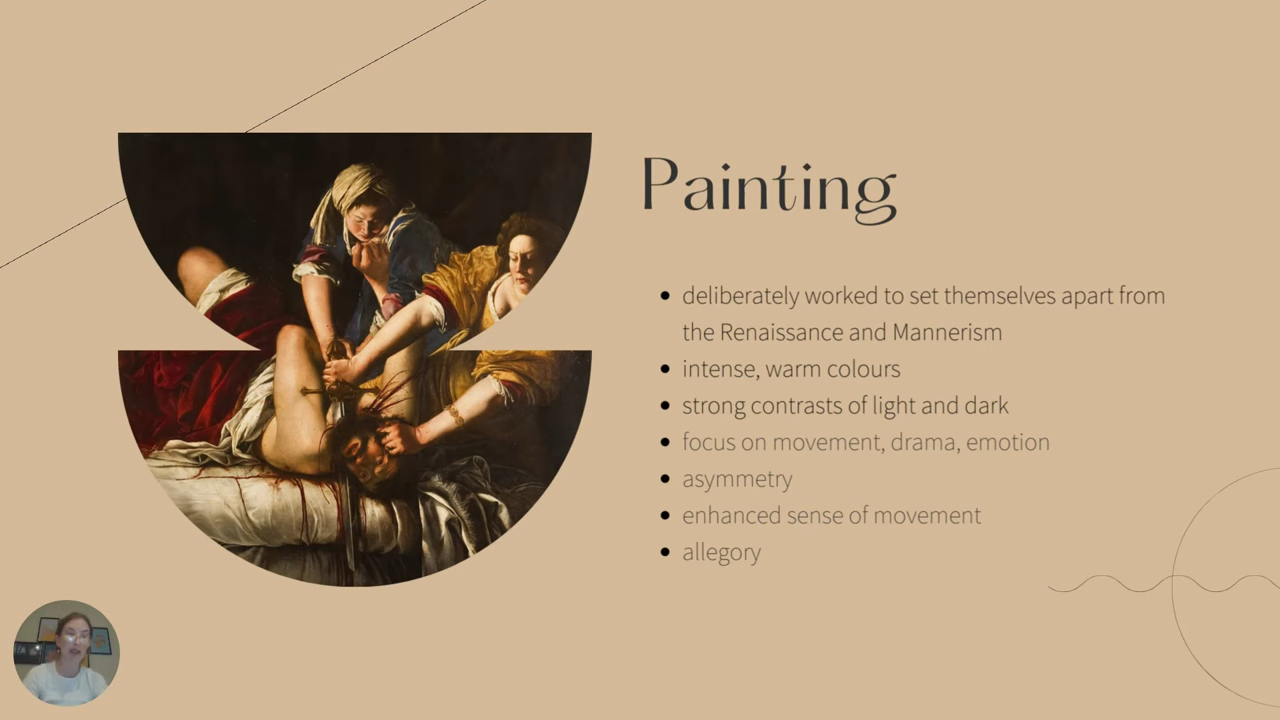 Painting
deliberately worked to set themselves apart from
the Renaissance and Mannerism
intense, warm colours
strong contrasts of light and dark
focus on movement, drama, emotion
asymmetry
enhanced sense of movement
allegory